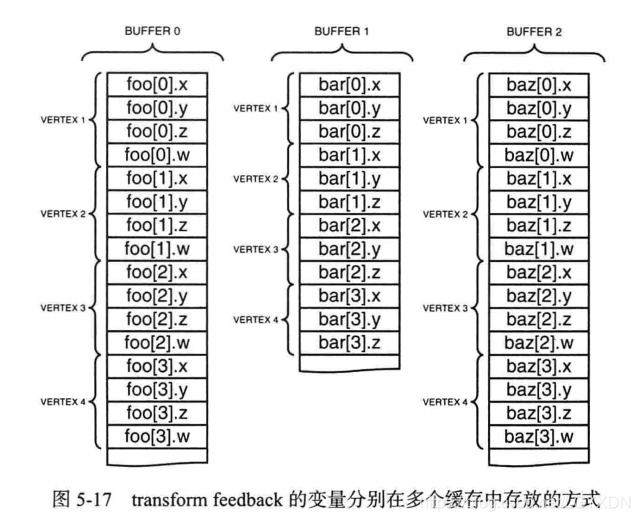 BUFFER 0
BUFFER 1
BUFFER 2
VERTEX 1
foo[0].x
foo[0].y
foo[0].z
foo[0].w
VERTEX 2
foo[1].x
foo[1].y
foo[1].z
foo[1].w
VERTEX 3
foo[2].x
foo[2].y
foo[2].z
foo[2].w
VERTEX 4
foo[3].x
foo[3].y
foo[3].z
foo[3].w
VERTEX 1
bar[0].x
bar[0].y
bar[0].z
VERTEX 2
bar[1].x
bar[1].y
bar[1].z
VERTEX 3
bar[2].x
bar[2].y
bar[2].z
VERTEX 4
bar[3].x
bar[3].y
bar[3].z
VERTEX 1
baz[0].x
baz[0].y
baz[0].z
baz[0].w
VERTEX 2
baz[1].x
baz[1].y
baz[1].z
baz[1].w
VERTEX 3
baz[2].x
baz[2].y
baz[2].z
baz[2].w
VERTEX 4
baz[3].x
baz[3].y
baz[3].z
baz[3].w
图 5-17 transform feedback 的变量分别在多个缓存中存放的方式